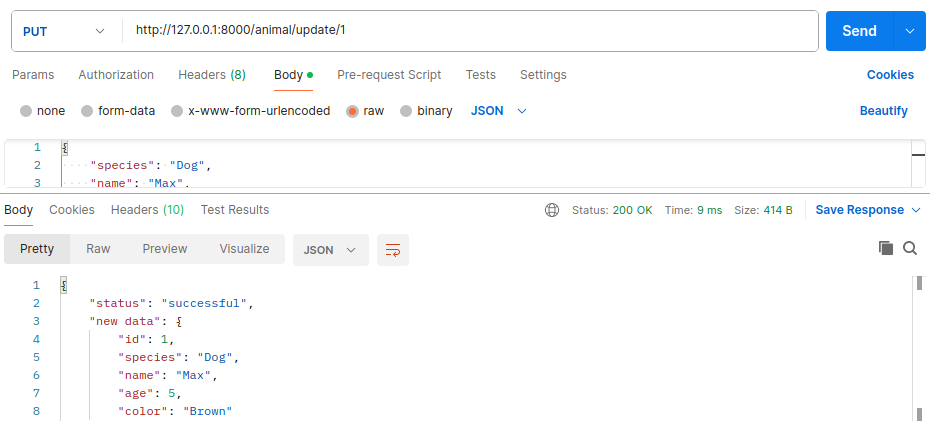 PUT http://127.0.0.1:8000/animal/update/1 Send
Params Authorization Headers (8) Body Pre-request Script Tests Settings Cookies
none form-data x-www-form-urlencoded raw binary JSON Beautify
1 {
2 "species": "Dog",
3 "name": "Max",
Body Cookies Headers (10) Test Results Status: 200 OK Time: 9 ms Size: 414 B Save Response
Pretty Raw Preview Visualize JSON
1 {
2 "status": "successful",
3 "new data": {
4 "id": 1,
5 "species": "Dog",
6 "name": "Max",
7 "age": 5,
8 "color": "Brown"